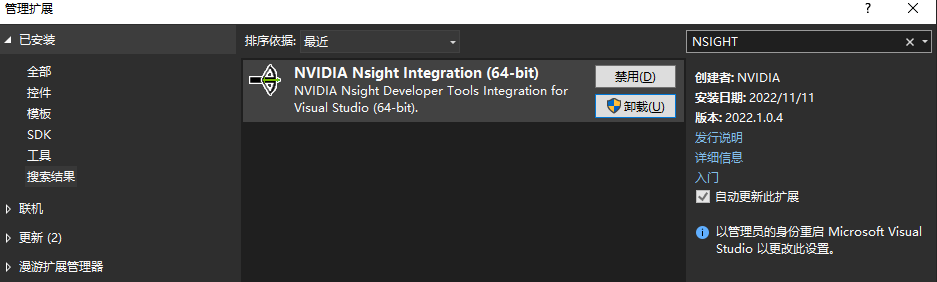 管理扩展
已安装
全部
控件
模板
SDK
工具
搜索结果
联机
更新 (2)
漫游扩展管理器
排序依据: 最近
NVIDIA Nsight Integration (64-bit)
NVIDIA Nsight Developer Tools Integration for
Visual Studio (64-bit).
禁用(D)
卸载(U)
NSIGHT
创建者: NVIDIA
安装日期: 2022/11/11
版本: 2022.1.0.4
发行说明
详细信息
入门
自动更新此扩展
以管理员的身份重启 Microsoft Visual
Studio 以更改此设置。